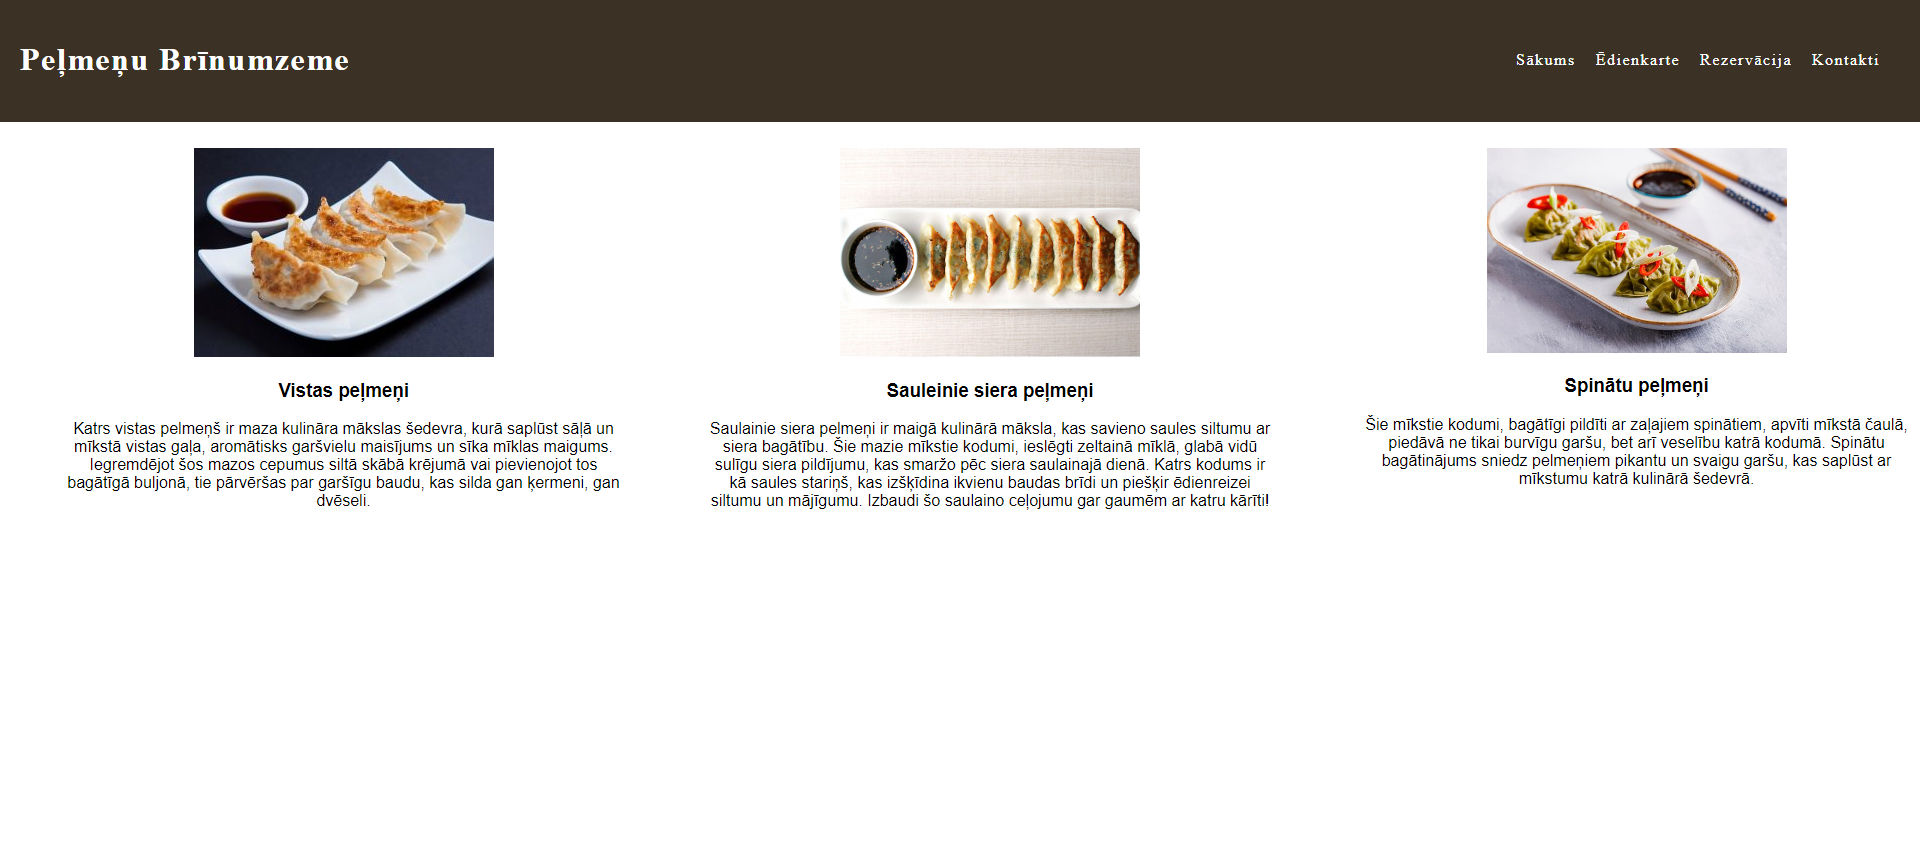 Peļmeņu Brīnumzeme
Sākums Ēdienkarte Rezervācija Kontakti
Vistas peļmeņi
Katrs vistas pelmeņš ir maza kulināra mākslas šedevra, kurā saplūst sāļā un
mīkstā vistas gaļa, aromātisks garšvielu maisījums un sīka mīklas maigums.
Iegremdējot šos mazos cepumus siltā skābā krējumā vai pievienojot tos
bagātīgā buljonā, tie pārvēršas par garšīgu baudu, kas silda gan ķermeni, gan
dvēseli.
Sauleinie siera peļmeņi
Saulainie siera pelmeņi ir maigā kulinārā māksla, kas savieno saules siltumu ar
siera bagātību. Šie mazie mīkstie kodumi, ieslēgti zeltainā mīklā, glabā vidū
sulīgu siera pildījumu, kas smaržo pēc siera saulainajā dienā. Katrs kodums ir
kā saules stariņš, kas izšķīdina ikvienu baudas brīdi un piešķir ēdienreizei
siltumu un mājīgumu. Izbaudi šo saulaino ceļojumu gar gaumēm ar katru kārīti!
Spinātu peļmeņi
Šie mīkstie kodumi, bagātīgi pildīti ar zaļajiem spinātiem, apvīti mīkstā čaulā,
piedāvā ne tikai burvīgu garšu, bet arī veselību katrā kodumā. Spinātu
bagātinājums sniedz pelmeņiem pikantu un svaigu garšu, kas saplūst ar
mīkstumu katrā kulinārā šedevrā.